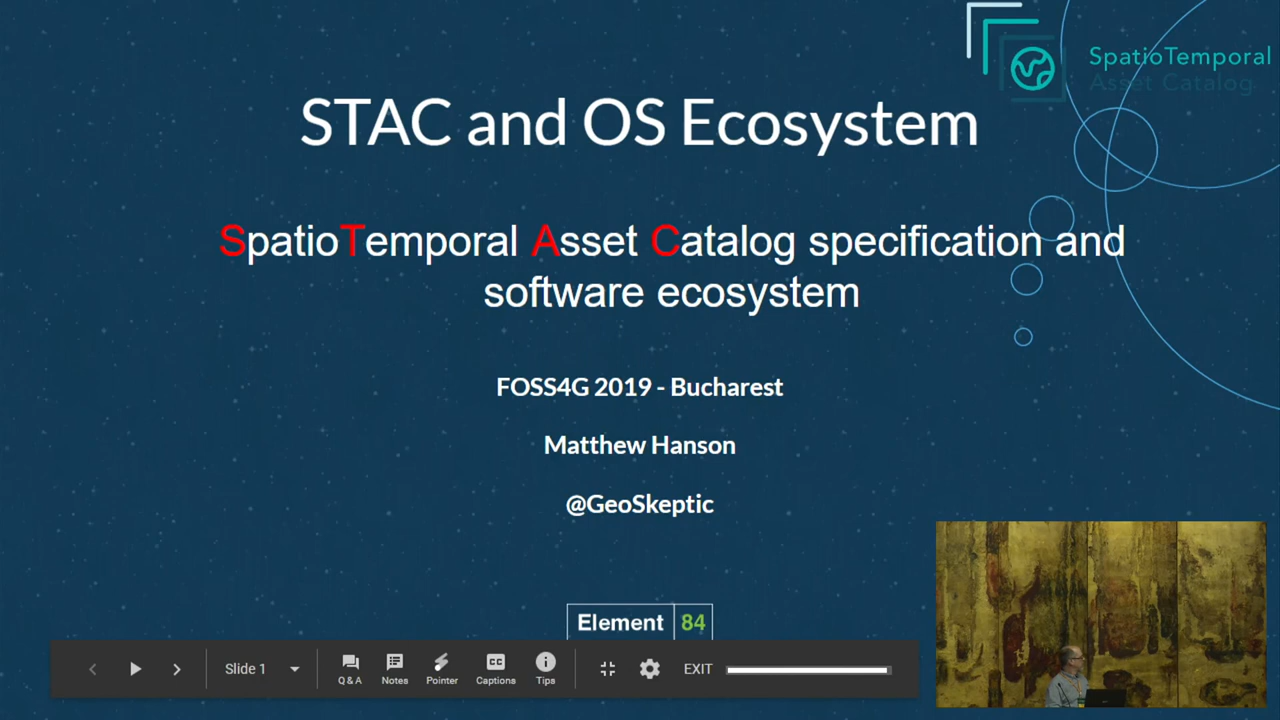 SpatioTemporal
Asset Catalog
STAC and OS Ecosystem
SpatioTemporal Asset Catalog specification and
software ecosystem
FOSS4G 2019 - Bucharest
Matthew Hanson
@GeoSkeptic
Element 84
Slide 1
Q & A
Notes
Pointer
CC
Captions
Tips
EXIT